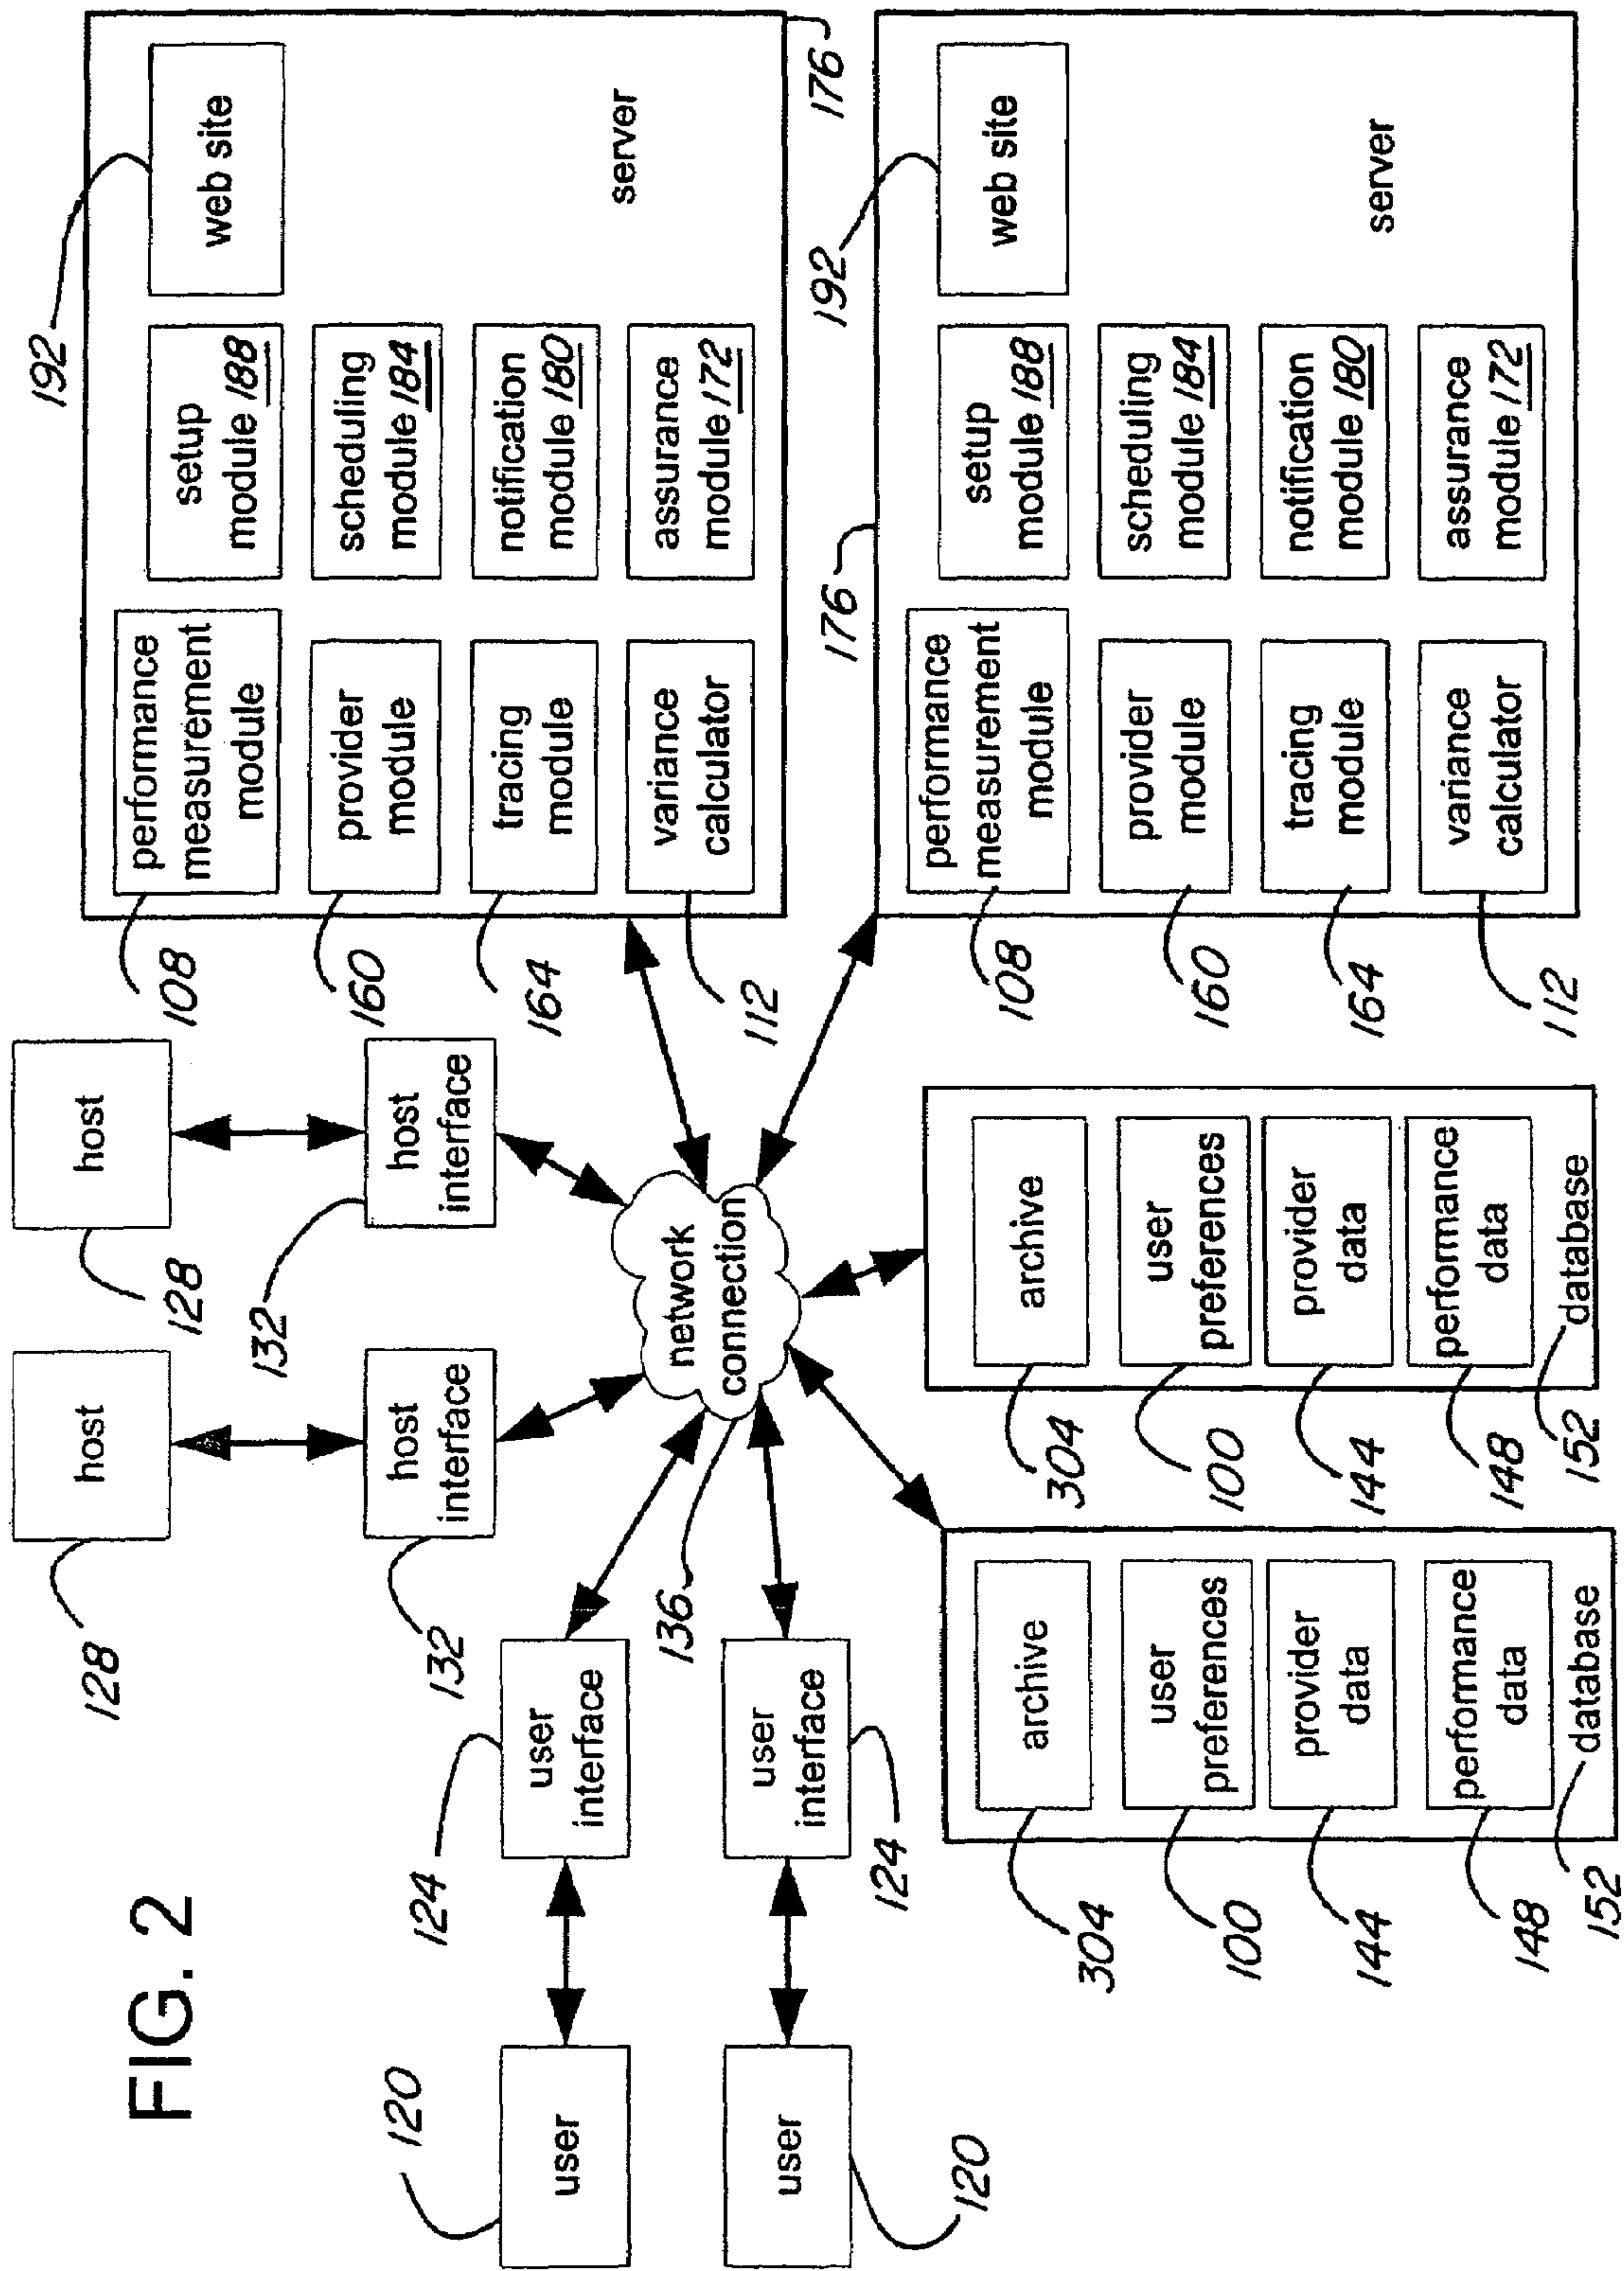 FIG. 2
120
user
120
user
124
user
interface
124
user
interface
128
host
128
host
132
host
interface
132
host
interface
136
network
connection
192
web site
performance
measurement
module
108
setup
module 188
provider
module
160
scheduling
module 184
tracing
module
164
notification
module 180
variance
calculator
112
assurance
module 172
server
176
192
web site
performance
measurement
module
108
setup
module 188
provider
module
160
scheduling
module 184
tracing
module
164
notification
module 180
variance
calculator
112
assurance
module 172
server
176
archive
304
user
preferences
100
provider
data
144
performance
data
148
database
152
archive
304
user
preferences
100
provider
data
144
performance
data
148
database
152